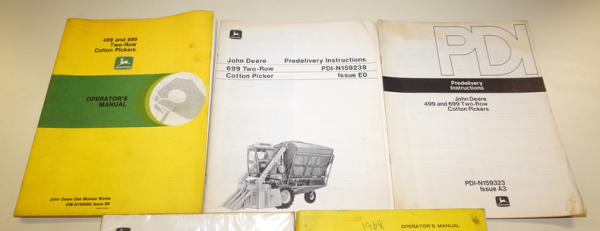 499 and 699
Two-Row
Cotton Pickers
OPERATOR'S
MANUAL
John Deere Des Moines Works
John Deere Predelivery Instructions
699 Two-Row PDI-N159238
Cotton Picker Issue E0
PDI
Predelivery
Instructions
John Deere
499 and 699 Two-Row
Cotton Pickers
PDI-N159323
Issue A3
1968
OPERATOR'S MANUAL